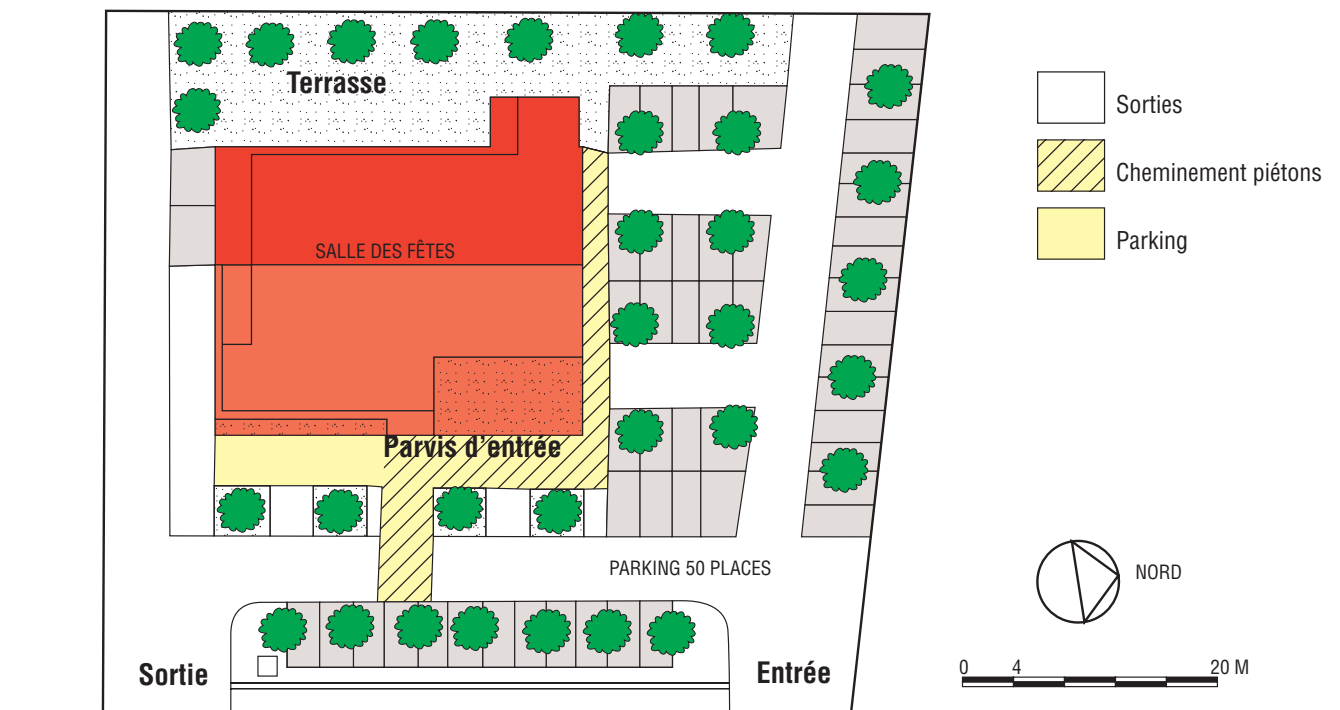 Terrasse
SALLE DES FÊTES
Parvis d'entrée
PARKING 50 PLACES
Sortie
Entrée
Sorties
Cheminement piétons
Parking
NORD
0 4 20 M